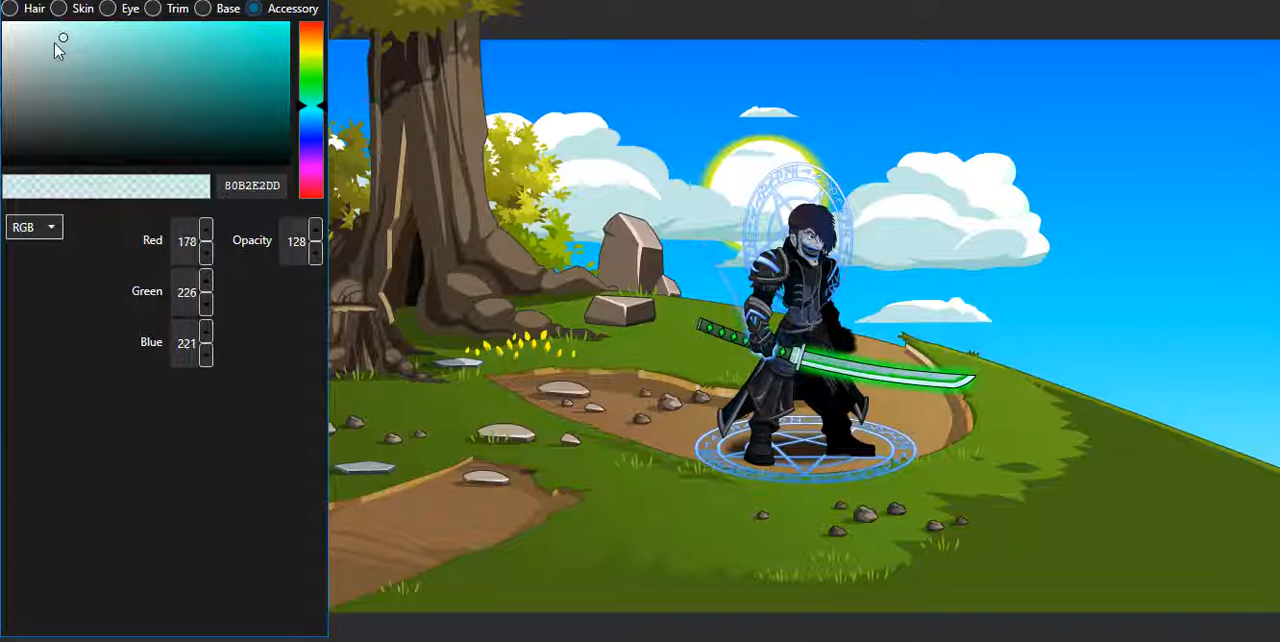 Hair Skin Eye Trim Base Accessory
80B2E2DD
RGB
Red 178 Opacity 128
Green 226
Blue 221